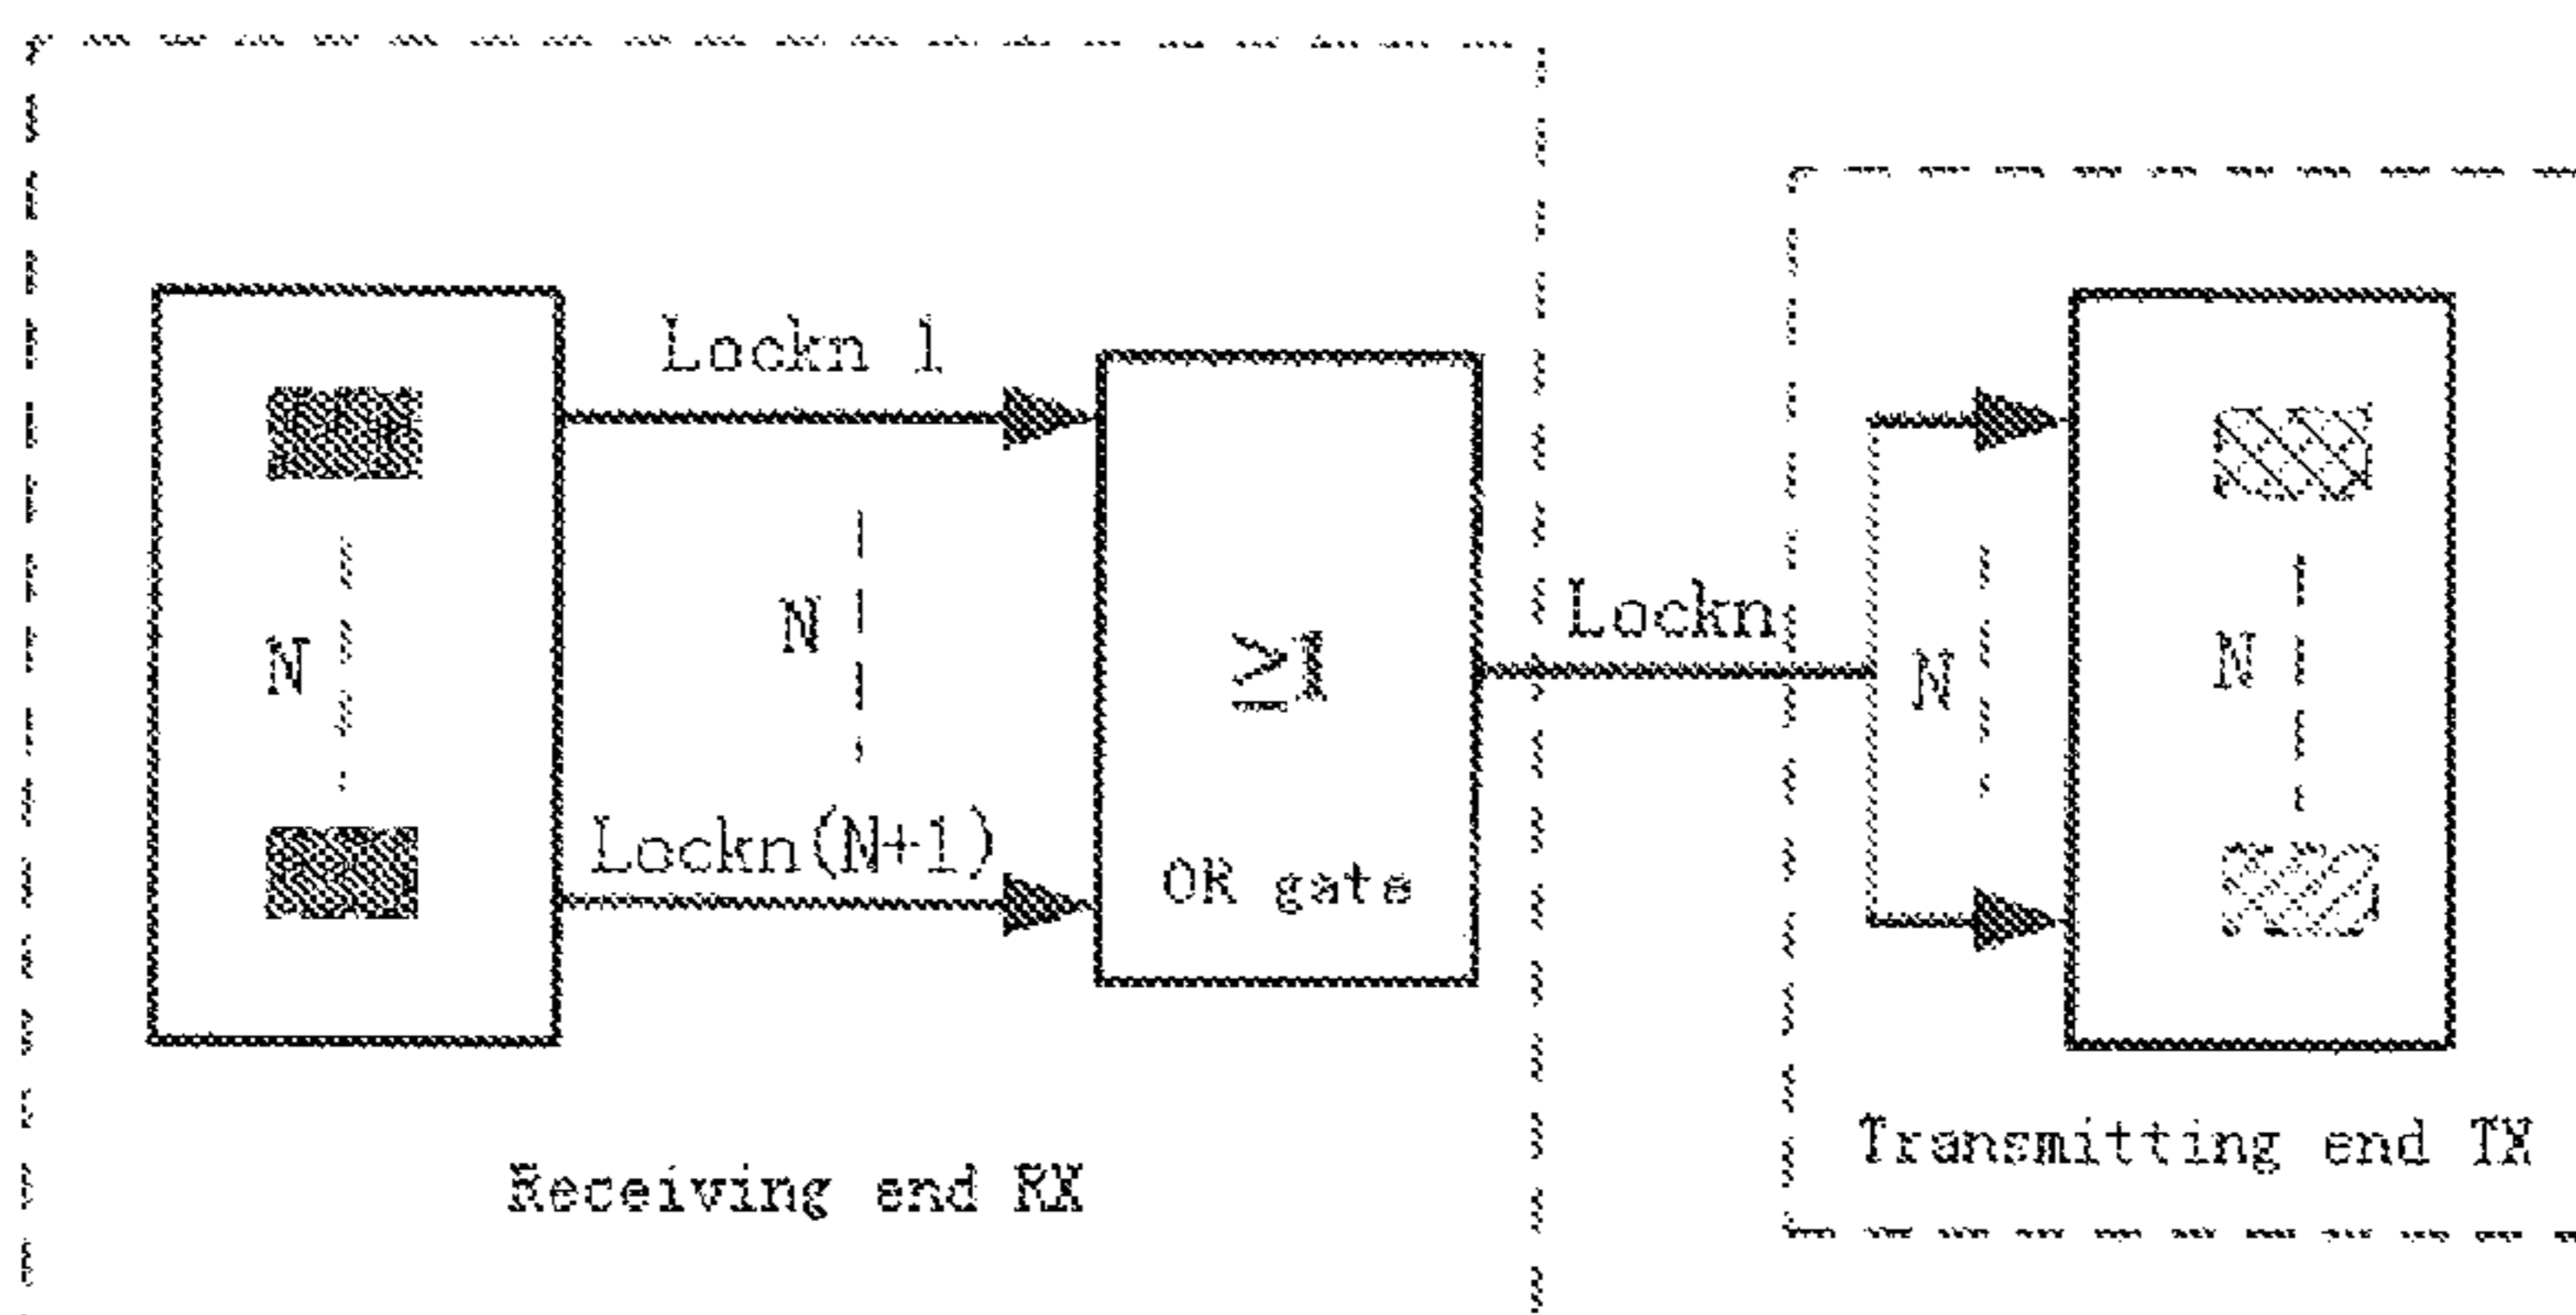 Lockn 1
N
N
Lockn(N+1)
≥1
OR gate
Lockn
N
N
Receiving end RX
Transmitting end TX